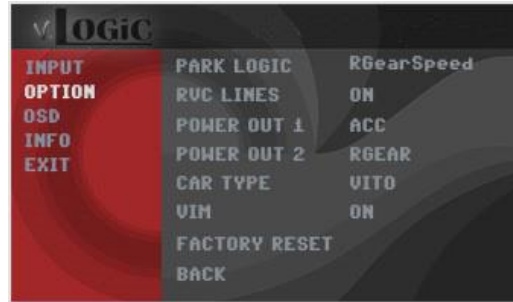 v.LOGiC
INPUT
OPTION
OSD
INFO
EXIT
PARK LOGIC RGearSpeed
RVC LINES ON
POWER OUT 1 ACC
POWER OUT 2 RGEAR
CAR TYPE VITO
VIM ON
FACTORY RESET
BACK